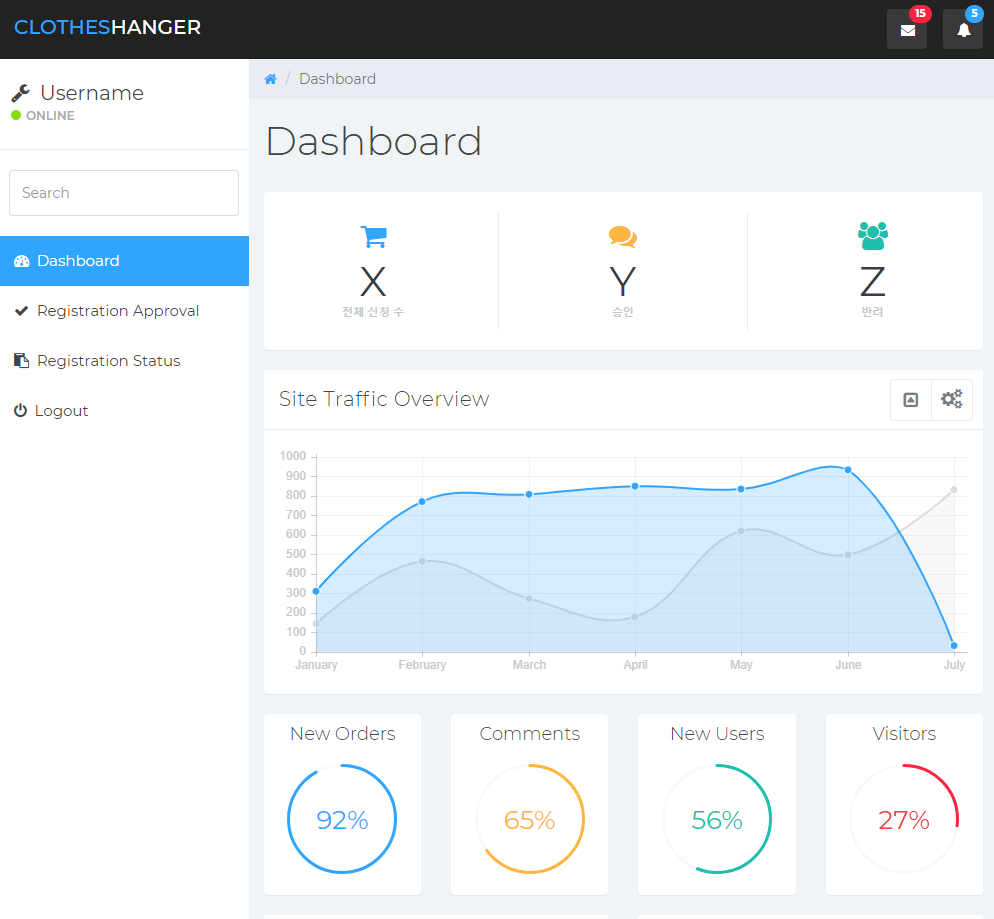 CLOTHESHANGER
15
5
Username
ONLINE
Search
Dashboard
Registration Approval
Registration Status
Logout
/ Dashboard
Dashboard
X
전체 신청 수
Y
승인
Z
반려
Site Traffic Overview
1000
900
800
700
600
500
400
300
200
100
0
January February March April May June July
New Orders
92%
Comments
65%
New Users
56%
Visitors
27%